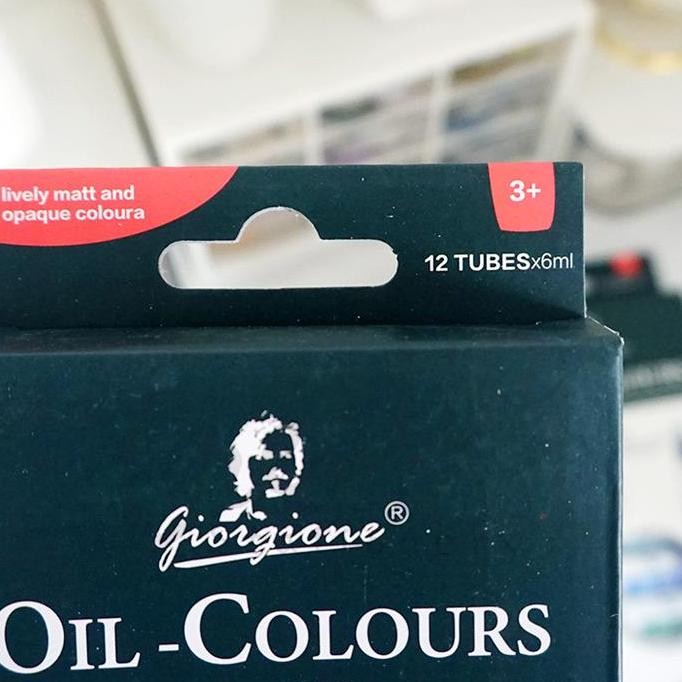 lively matt and
opaque coloura
3+
12 TUBESx6ml
Giorgione®
OIL-COLOURS